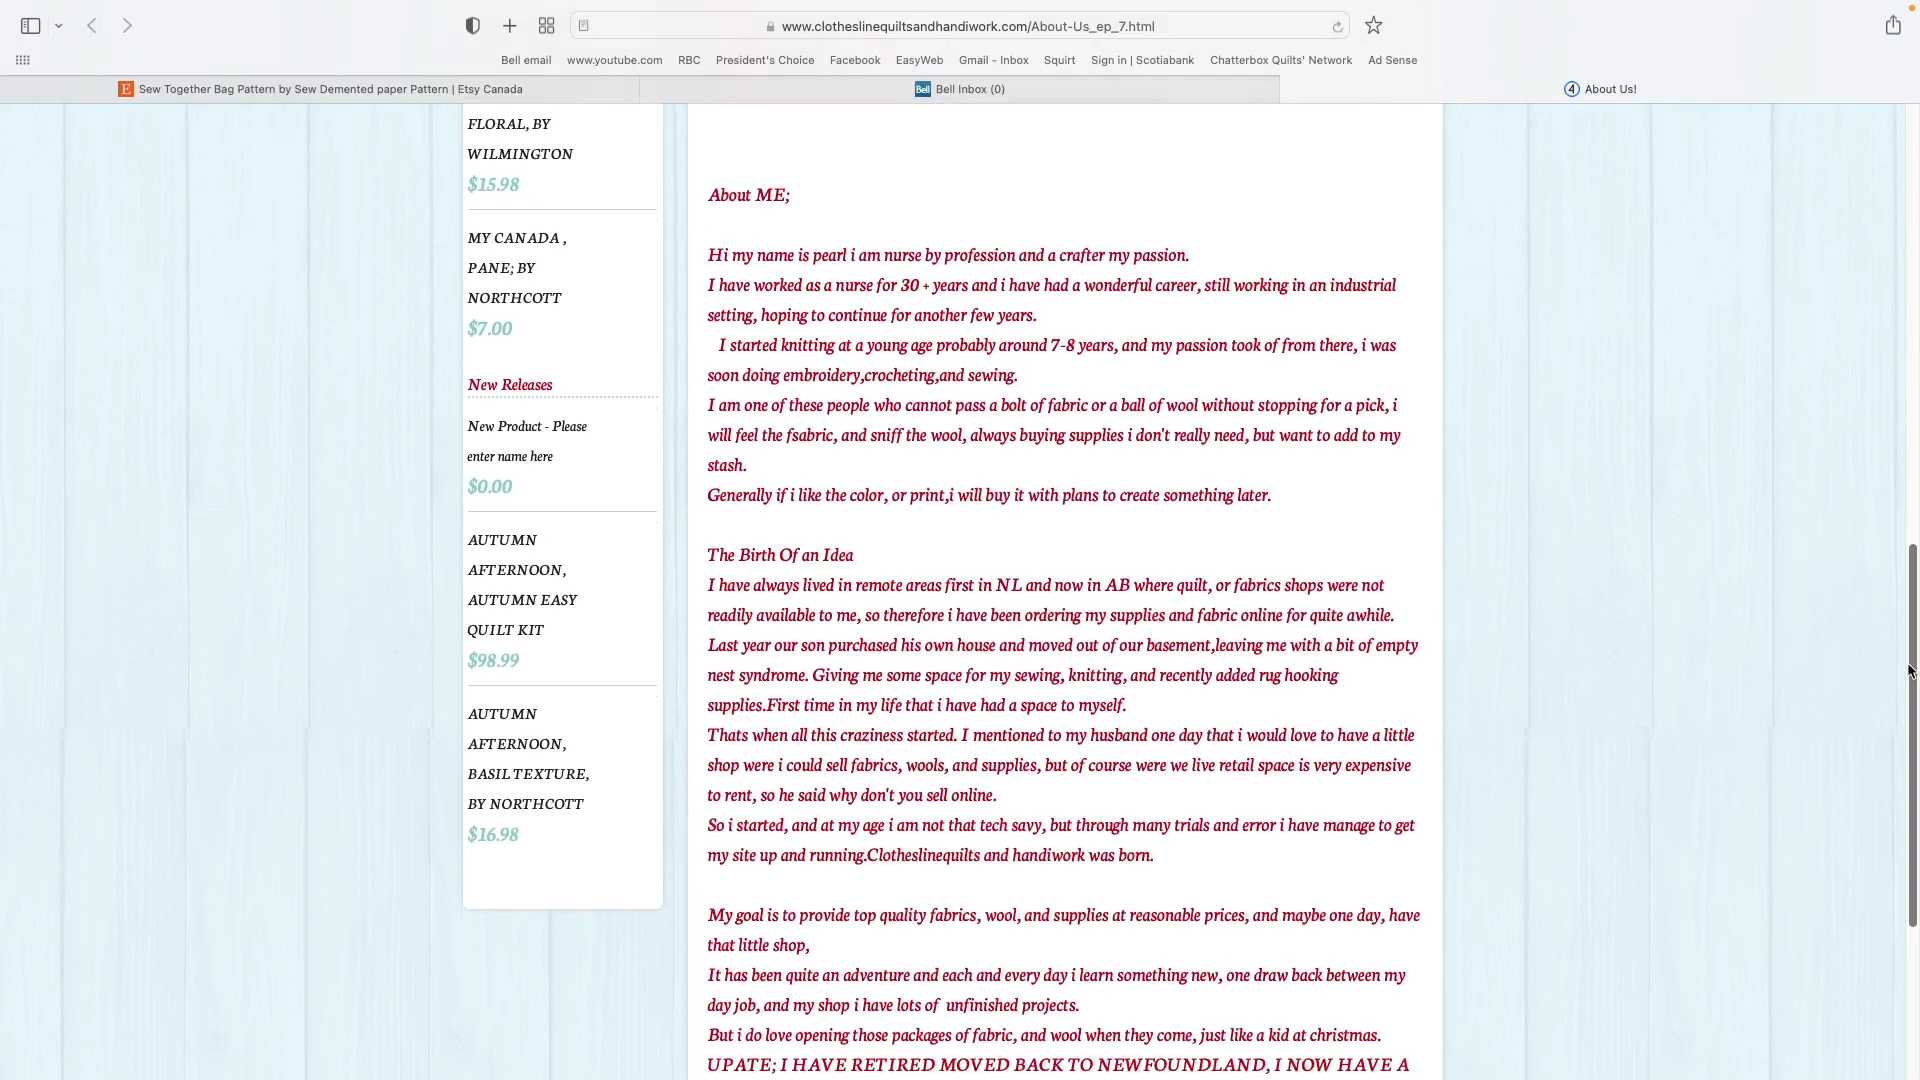 www.clotheslinequiltsandhandiwork.com/About-Us_ep_7.html
Bell email www.youtube.com RBC President's Choice Facebook EasyWeb Gmail - Inbox Squirt Sign in | Scotiabank Chatterbox Quilts' Network Ad Sense
E Sew Together Bag Pattern by Sew Demented paper Pattern | Etsy Canada
Bell Bell Inbox (0)
4 About Us!
FLORAL, BY
WILMINGTON
$15.98
MY CANADA ,
PANE; BY
NORTHCOTT
$7.00
New Releases
New Product - Please
enter name here
$0.00
AUTUMN
AFTERNOON,
AUTUMN EASY
QUILT KIT
$98.99
AUTUMN
AFTERNOON,
BASIL TEXTURE,
BY NORTHCOTT
$16.98
About ME;
Hi my name is pearl i am nurse by profession and a crafter my passion.
I have worked as a nurse for 30 + years and i have had a wonderful career, still working in an industrial
setting, hoping to continue for another few years.
I started knitting at a young age probably around 7-8 years, and my passion took of from there, i was
soon doing embroidery,crocheting,and sewing.
I am one of these people who cannot pass a bolt of fabric or a ball of wool without stopping for a pick, i
will feel the fsabric, and sniff the wool, always buying supplies i don't really need, but want to add to my
stash.
Generally if i like the color, or print,i will buy it with plans to create something later.
The Birth Of an Idea
I have always lived in remote areas first in NL and now in AB where quilt, or fabrics shops were not
readily available to me, so therefore i have been ordering my supplies and fabric online for quite awhile.
Last year our son purchased his own house and moved out of our basement,leaving me with a bit of empty
nest syndrome. Giving me some space for my sewing, knitting, and recently added rug hooking
supplies.First time in my life that i have had a space to myself.
Thats when all this craziness started. I mentioned to my husband one day that i would love to have a little
shop were i could sell fabrics, wools, and supplies, but of course were we live retail space is very expensive
to rent, so he said why don't you sell online.
So i started, and at my age i am not that tech savy, but through many trials and error i have manage to get
my site up and running.Clotheslinequilts and handiwork was born.
My goal is to provide top quality fabrics, wool, and supplies at reasonable prices, and maybe one day, have
that little shop,
It has been quite an adventure and each and every day i learn something new, one draw back between my
day job, and my shop i have lots of unfinished projects.
But i do love opening those packages of fabric, and wool when they come, just like a kid at christmas.
UPATE; I HAVE RETIRED MOVED BACK TO NEWFOUNDLAND, I NOW HAVE A